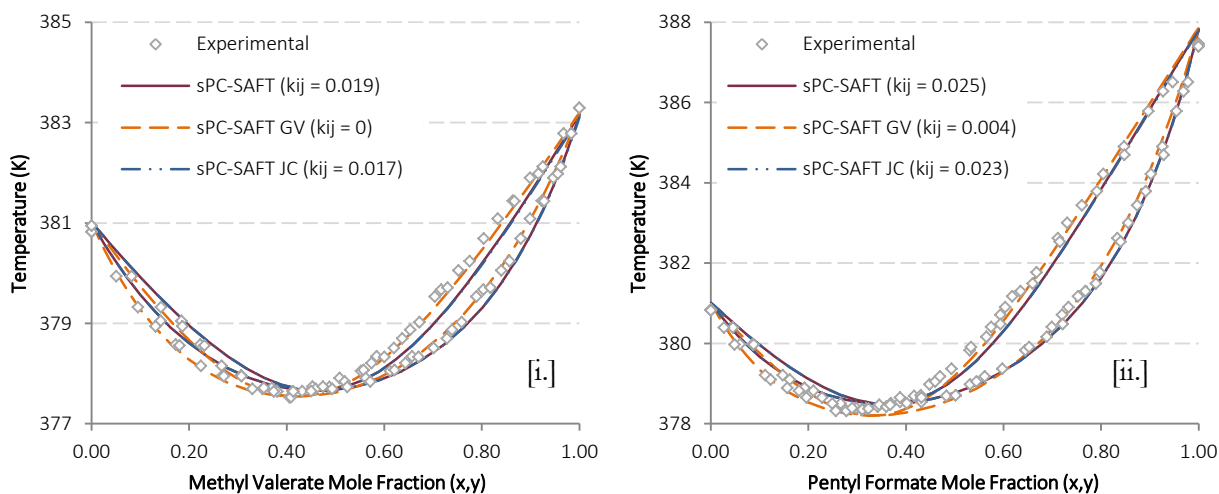 385
383
381
379
377
Temperature (K)
Experimental
sPC-SAFT (kij = 0.019)
sPC-SAFT GV (kij = 0)
sPC-SAFT JC (kij = 0.017)
[i.]
0.00 0.20 0.40 0.60 0.80 1.00
Methyl Valerate Mole Fraction (x,y)
388
386
384
382
380
378
Temperature (K)
Experimental
sPC-SAFT (kij = 0.025)
sPC-SAFT GV (kij = 0.004)
sPC-SAFT JC (kij = 0.023)
[ii.]
0.00 0.20 0.40 0.60 0.80 1.00
Pentyl Formate Mole Fraction (x,y)